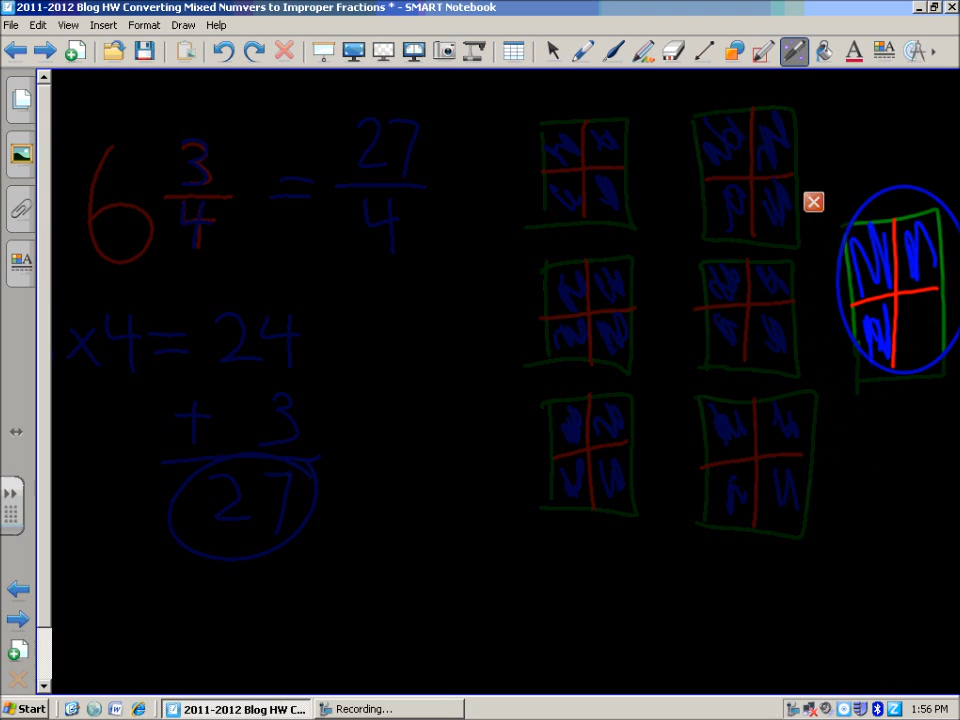 2011-2012 Blog HW Converting Mixed Numvers to Improper Fractions * - SMART Notebook
File Edit View Insert Format Draw Help
6 3/4 = 27/4
x4= 24
+ 3
27
Start
2011-2012 Blog HW C...
Recording...
1:56 PM